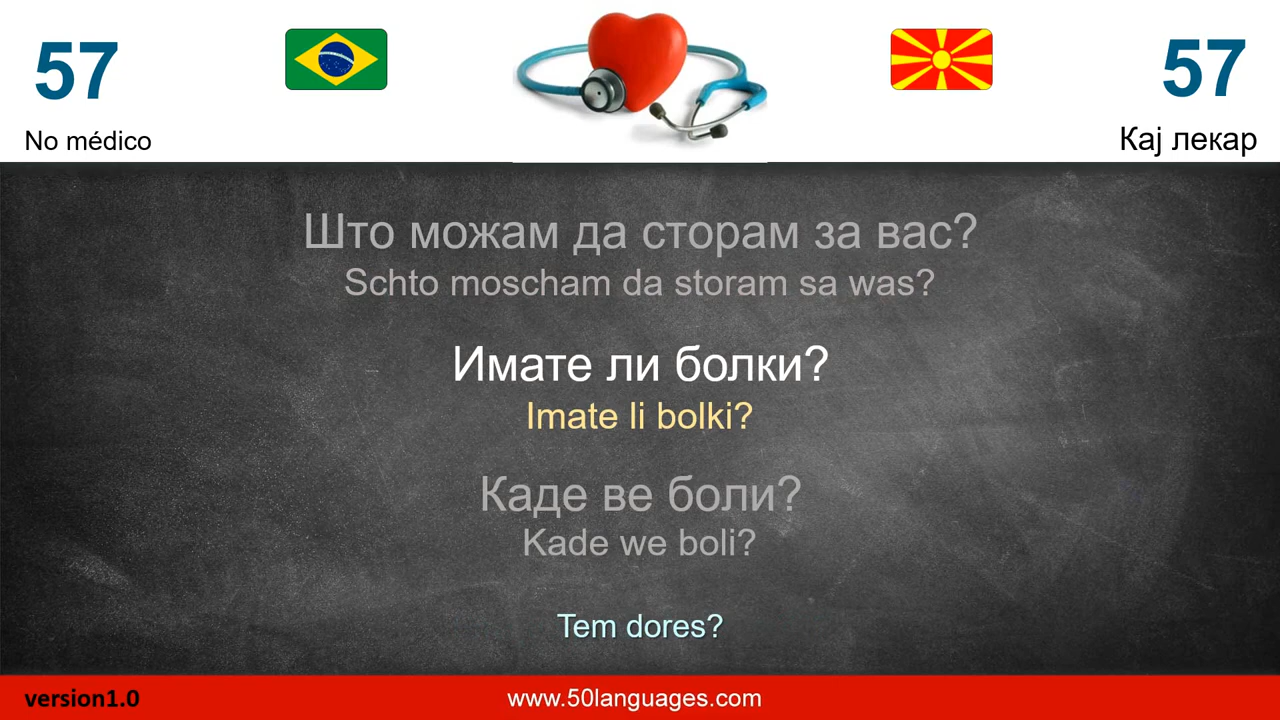 57
57
No médico
Кај лекар
Што можам да сторам за вас?
Schto moscham da storam sa was?
Имате ли болки?
Imate li bolki?
Каде ве боли?
Kade we boli?
Tem dores?
version1.0
www.50languages.com